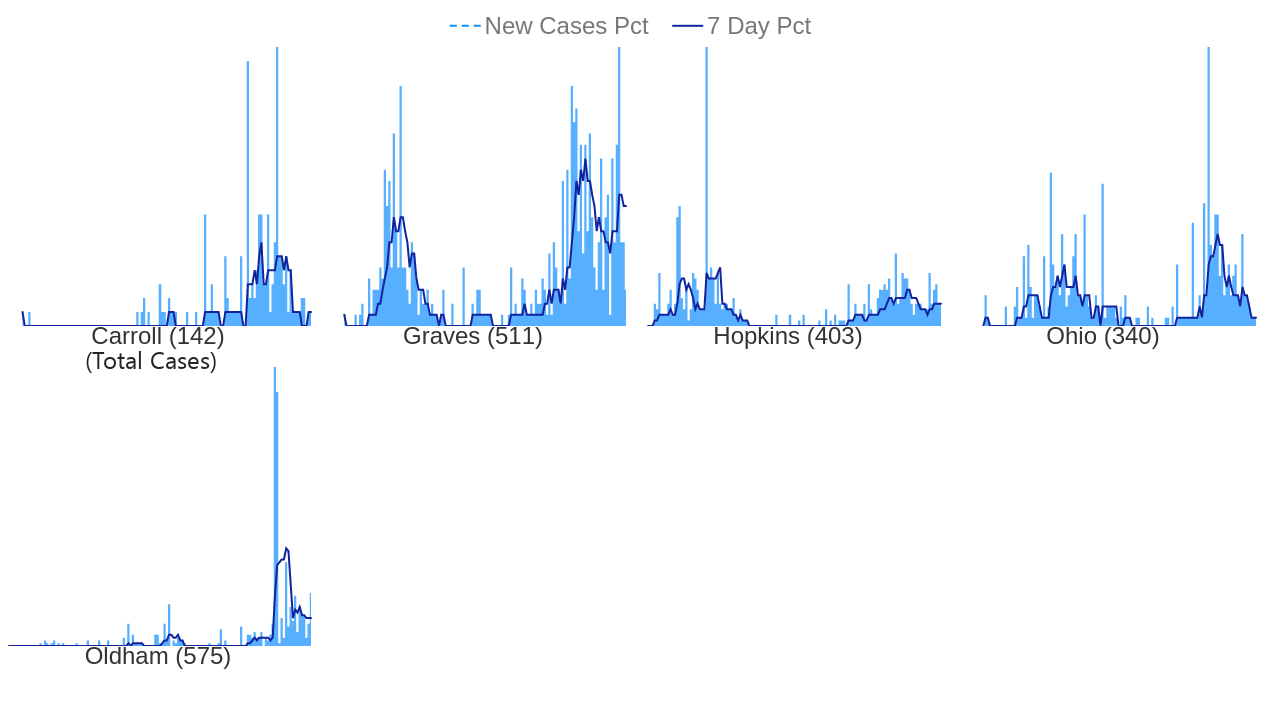 New Cases Pct 7 Day Pct
Carroll (142) Graves (511) Hopkins (403) Ohio (340)
(Total Cases)
Oldham (575)